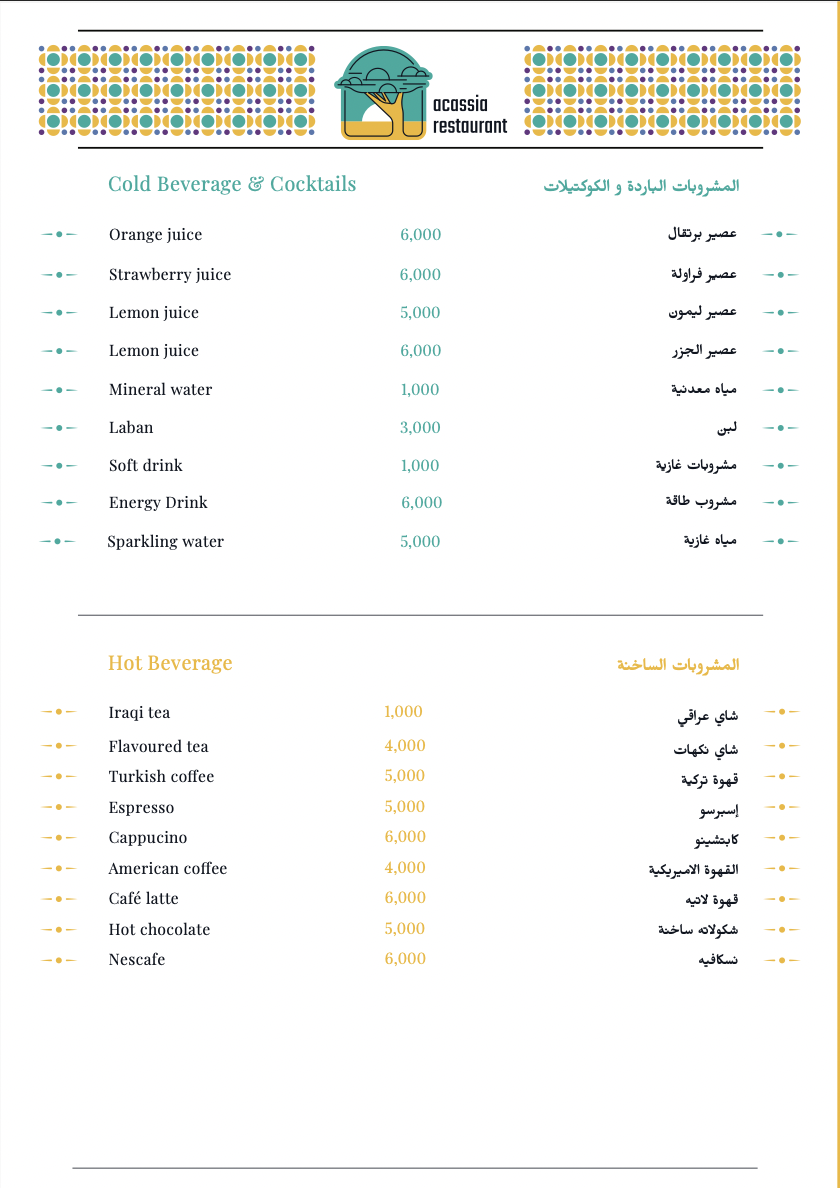 acassia
restaurant
Cold Beverage & Cocktails المشروبات الباردة و الكوكتيلات
Orange juice 6,000 عصير برتقال
Strawberry juice 6,000 عصير فراولة
Lemon juice 5,000 عصير ليمون
Lemon juice 6,000 عصير الجزر
Mineral water 1,000 مياه معدنية
Laban 3,000 لبن
Soft drink 1,000 مشروبات غازية
Energy Drink 6,000 مشروب طاقة
Sparkling water 5,000 مياه غازية
Hot Beverage المشروبات الساخنة
Iraqi tea 1,000 شاي عراقي
Flavoured tea 4,000 شاي نكهات
Turkish coffee 5,000 قهوة تركية
Espresso 5,000 إسبرسو
Cappucino 6,000 كابتشينو
American coffee 4,000 القهوة الاميريكية
Café latte 6,000 قهوة لاتيه
Hot chocolate 5,000 شكولاته ساخنة
Nescafe 6,000 نسكافيه